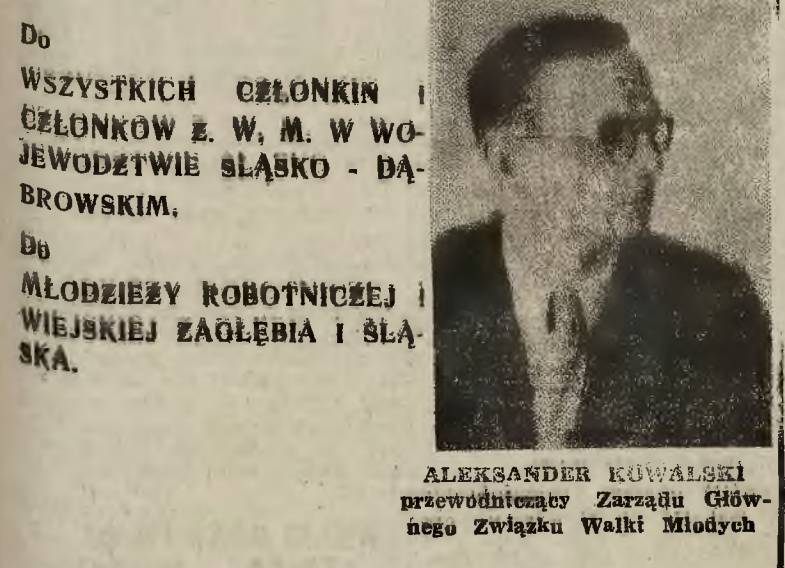 Do
WSZYSTKICH CZŁONKIŃ I
CZŁONKÓW Z. W. M. W WO-
JEWÓDZTWIE ŚLĄSKO - DĄ-
BROWSKIM.
Do
MŁODZIEŻY ROBOTNICZEJ I
WIEJSKIEJ ZAGŁĘBIA I ŚLĄ-
SKA.
ALEKSANDER KOWALSKI
przewodniczący Zarządu Głów-
nego Związku Walki Młodych